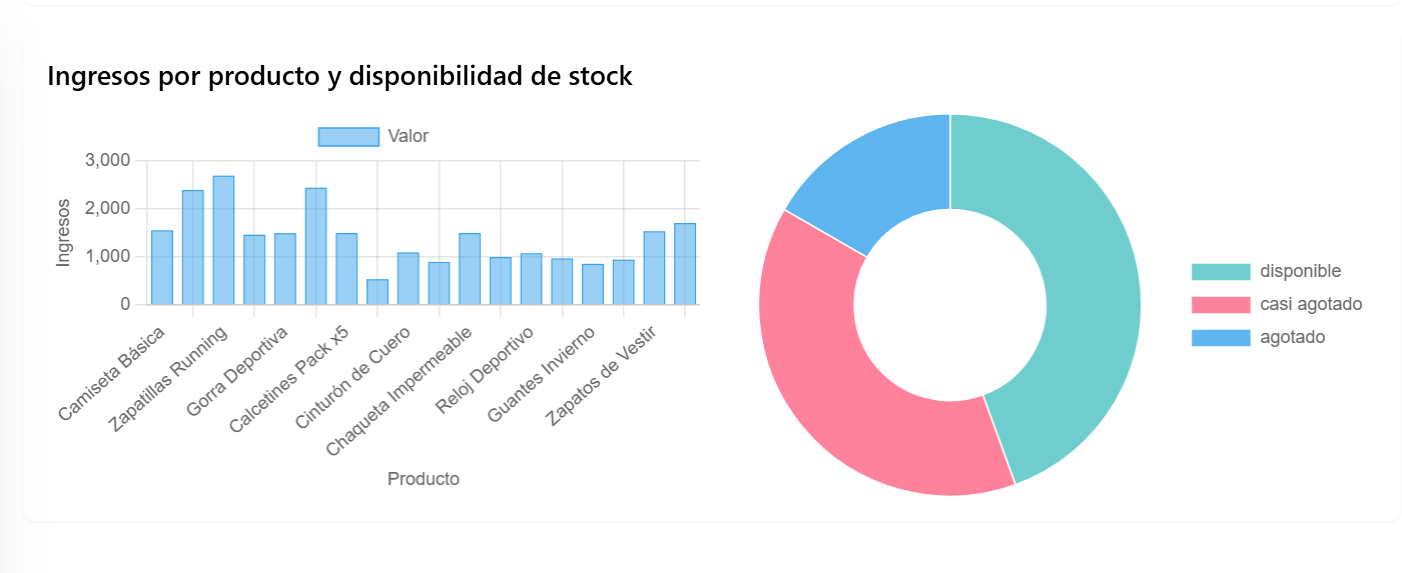 Ingresos por producto y disponibilidad de stock
Valor
3,000
2,000
1,000
0
Ingresos
Camiseta Básica
Zapatillas Running
Gorra Deportiva
Calcetines Pack x5
Cinturón de Cuero
Chaqueta Impermeable
Reloj Deportivo
Guantes Invierno
Zapatos de Vestir
Producto
disponible
casi agotado
agotado